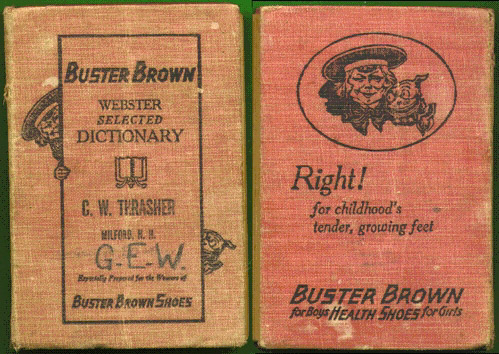 BUSTER BROWN
WEBSTER
SELECTED
DICTIONARY
C. W. THRASHER
MILFORD, N. H.
G-E-W.
Especially Prepared for the Wearers of
BUSTER BROWN SHOES
Right!
for childhood's
tender, growing feet
BUSTER BROWN
for Boys HEALTH SHOES for Girls